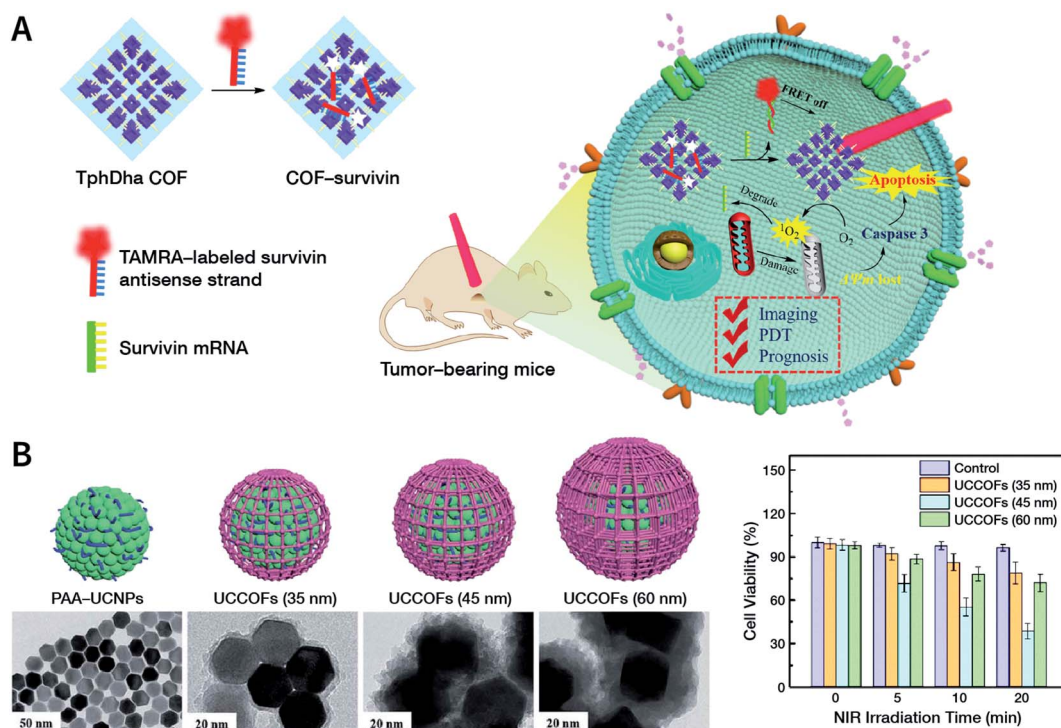 A
TphDha COF
COF–survivin
TAMRA–labeled survivin
antisense strand
Survivin mRNA
Tumor–bearing mice
FRET off
Apoptosis
Degrade
¹O₂
O₂
Caspase 3
Damage
ΔΨm lost
Imaging
PDT
Prognosis
B
PAA–UCNPs
UCCOFs (35 nm)
UCCOFs (45 nm)
UCCOFs (60 nm)
50 nm
20 nm
20 nm
20 nm
Cell Viability (%)
150
120
90
60
30
0
Control
UCCOFs (35 nm)
UCCOFs (45 nm)
UCCOFs (60 nm)
0
5
10
20
NIR Irradiation Time (min)